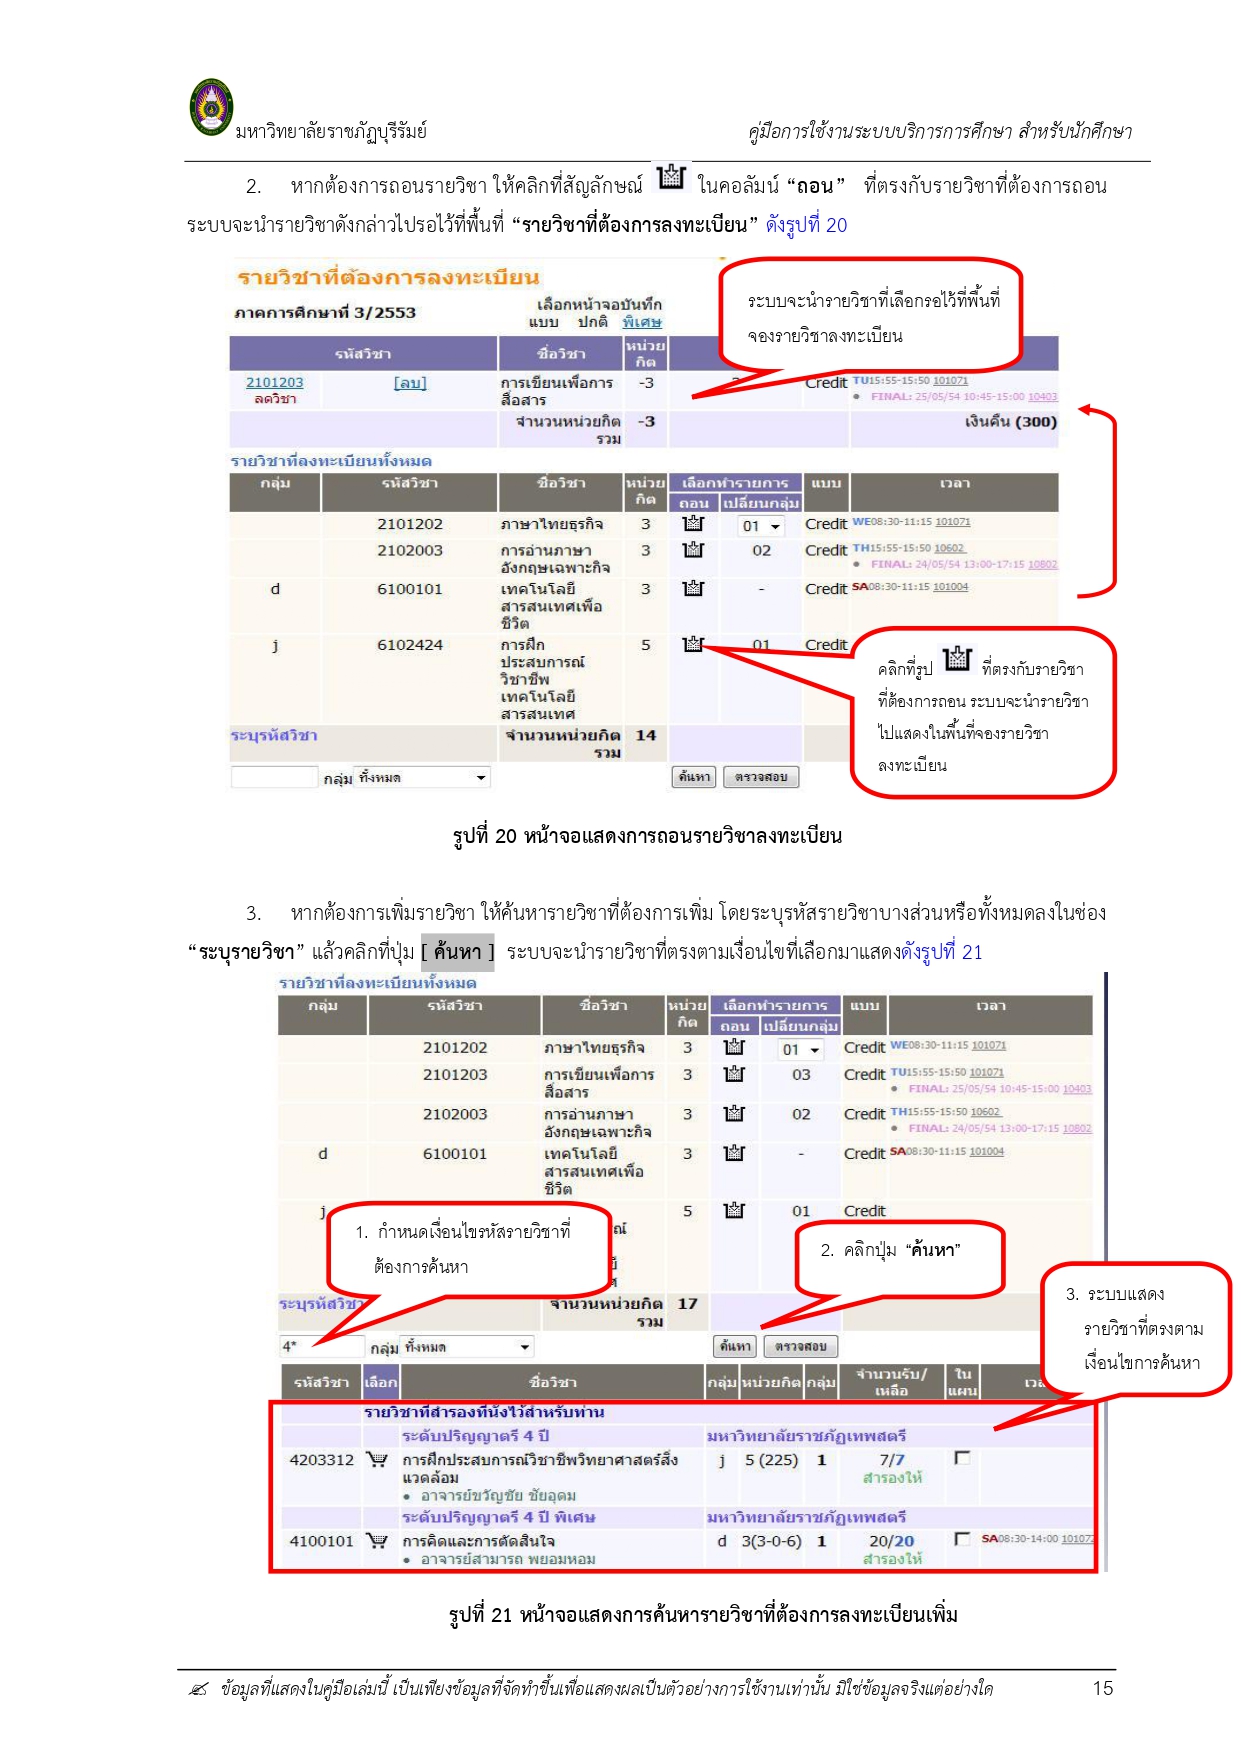 มหาวิทยาลัยราชภัฏบุรีรัมย์ คู่มือการใช้งานระบบบริการการศึกษา สำหรับนักศึกษา
2. หากต้องการถอนรายวิชา ให้คลิกที่สัญลักษณ์ ในคอลัมน์ “ถอน” ที่ตรงกับรายวิชาที่ต้องการถอน
ระบบจะนำรายวิชาดังกล่าวไปรอไว้ที่พื้นที่ “รายวิชาที่ต้องการลงทะเบียน” ดังรูปที่ 20
รายวิชาที่ต้องการลงทะเบียน
ระบบจะนำรายวิชาที่เลือกรอไว้ที่พื้นที่
จองรายวิชาลงทะเบียน
ภาคการศึกษาที่ 3/2553 เลือกหน้าจอบันทึก
แบบ ปกติ พิเศษ
รหัสวิชา ชื่อวิชา หน่วย
กิต
2101203 [ลบ] การเขียนเพื่อการ -3 Credit TU15:55-15:50 101071
ลดวิชา สื่อสาร • FINAL: 25/05/54 10:45-15:00 10403
จำนวนหน่วยกิต -3 เงินคืน (300)
รวม
รายวิชาที่ลงทะเบียนทั้งหมด
กลุ่ม รหัสวิชา ชื่อวิชา หน่วย เลือกทำรายการ แบบ เวลา
กิต ถอน เปลี่ยนกลุ่ม
2101202 ภาษาไทยธุรกิจ 3 01 Credit WE08:30-11:15 101071
2102003 การอ่านภาษา 3 02 Credit TH15:55-15:50 10602
อังกฤษเฉพาะกิจ • FINAL: 24/05/54 13:00-17:15 10802
d 6100101 เทคโนโลยี 3 - Credit SA08:30-11:15 101004
สารสนเทศเพื่อ
ชีวิต
j 6102424 การฝึก 5 01 Credit
ประสบการณ์
วิชาชีพ
เทคโนโลยี
สารสนเทศ
คลิกที่รูป ที่ตรงกับรายวิชา
ที่ต้องการถอน ระบบจะนำรายวิชา
ไปแสดงในพื้นที่จองรายวิชา
ลงทะเบียน
ระบุรหัสวิชา จำนวนหน่วยกิต 14
รวม
กลุ่ม ทั้งหมด ค้นหา ตรวจสอบ
รูปที่ 20 หน้าจอแสดงการถอนรายวิชาลงทะเบียน
3. หากต้องการเพิ่มรายวิชา ให้ค้นหารายวิชาที่ต้องการเพิ่ม โดยระบุรหัสรายวิชาบางส่วนหรือทั้งหมดลงในช่อง
“ระบุรายวิชา” แล้วคลิกที่ปุ่ม [ ค้นหา ] ระบบจะนำรายวิชาที่ตรงตามเงื่อนไขที่เลือกมาแสดงดังรูปที่ 21
รายวิชาที่ลงทะเบียนทั้งหมด
กลุ่ม รหัสวิชา ชื่อวิชา หน่วย เลือกทำรายการ แบบ เวลา
กิต ถอน เปลี่ยนกลุ่ม
2101202 ภาษาไทยธุรกิจ 3 01 Credit WE08:30-11:15 101071
2101203 การเขียนเพื่อการ 3 03 Credit TU15:55-15:50 101071
สื่อสาร • FINAL: 25/05/54 10:45-15:00 10403
2102003 การอ่านภาษา 3 02 Credit TH15:55-15:50 10602
อังกฤษเฉพาะกิจ • FINAL: 24/05/54 13:00-17:15 10802
d 6100101 เทคโนโลยี 3 - Credit SA08:30-11:15 101004
สารสนเทศเพื่อ
ชีวิต
j 5 01 Credit
1. กำหนดเงื่อนไขรหัสรายวิชาที่
ต้องการค้นหา
2. คลิกปุ่ม “ค้นหา”
3. ระบบแสดง
รายวิชาที่ตรงตาม
เงื่อนไขการค้นหา
ระบุรหัสวิชา จำนวนหน่วยกิต 17
รวม
4* กลุ่ม ทั้งหมด ค้นหา ตรวจสอบ
รหัสวิชา เลือก ชื่อวิชา กลุ่ม หน่วยกิต กลุ่ม จำนวนรับ/ ใน
เหลือ แผน
รายวิชาที่สำรองที่นั่งไว้สำหรับท่าน
ระดับปริญญาตรี 4 ปี มหาวิทยาลัยราชภัฏเทพสตรี
4203312 การฝึกประสบการณ์วิชาชีพวิทยาศาสตร์สิ่ง j 5 (225) 1 7/7
แวดล้อม สำรองให้
• อาจารย์ขวัญชัย ชัยอุดม
ระดับปริญญาตรี 4 ปี พิเศษ มหาวิทยาลัยราชภัฏเทพสตรี
4100101 การคิดและการตัดสินใจ d 3(3-0-6) 1 20/20 SA08:30-14:00 101072
• อาจารย์สามารถ พยอมหอม สำรองให้
รูปที่ 21 หน้าจอแสดงการค้นหารายวิชาที่ต้องการลงทะเบียนเพิ่ม
ข้อมูลที่แสดงในคู่มือเล่มนี้ เป็นเพียงข้อมูลที่จัดทำขึ้นเพื่อแสดงผลเป็นตัวอย่างการใช้งานเท่านั้น มิใช่ข้อมูลจริงแต่อย่างใด 15